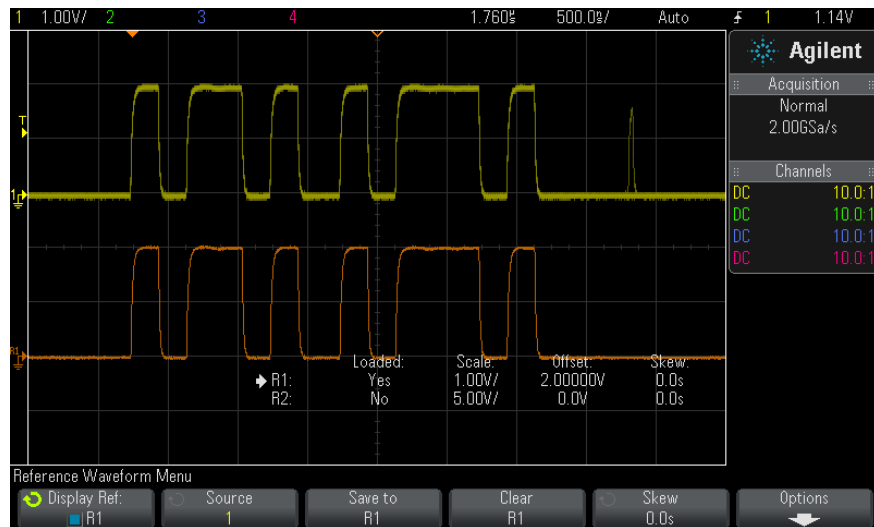 1 1.00V/ 2 3 4 1.760s 500.0s/ Auto 1 1.14V
Agilent
Acquisition
Normal
2.00GSa/s
Channels
DC 10.0:1
DC 10.0:1
DC 10.0:1
DC 10.0:1
T
1
R1
Loaded: Scale: Offset: Skew:
R1: Yes 1.00V/ 2.00000V 0.0s
R2: No 5.00V/ 0.0V 0.0s
Reference Waveform Menu
Display Ref: Source Save to Clear Skew Options
R1 1 R1 R1 0.0s